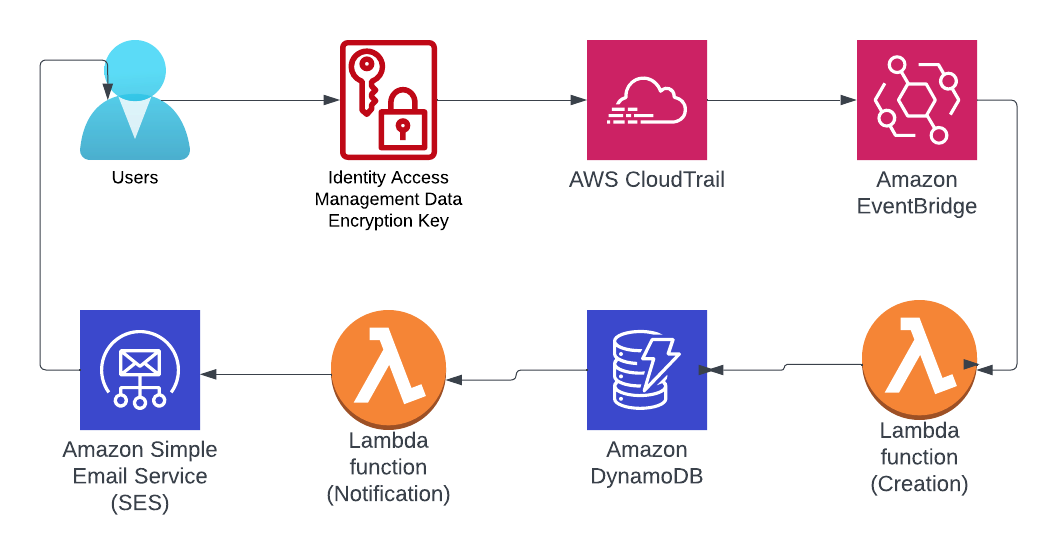 Users
Identity Access
Management Data
Encryption Key
AWS CloudTrail
Amazon
EventBridge
Amazon Simple
Email Service
(SES)
Lambda
function
(Notification)
Amazon
DynamoDB
Lambda
function
(Creation)